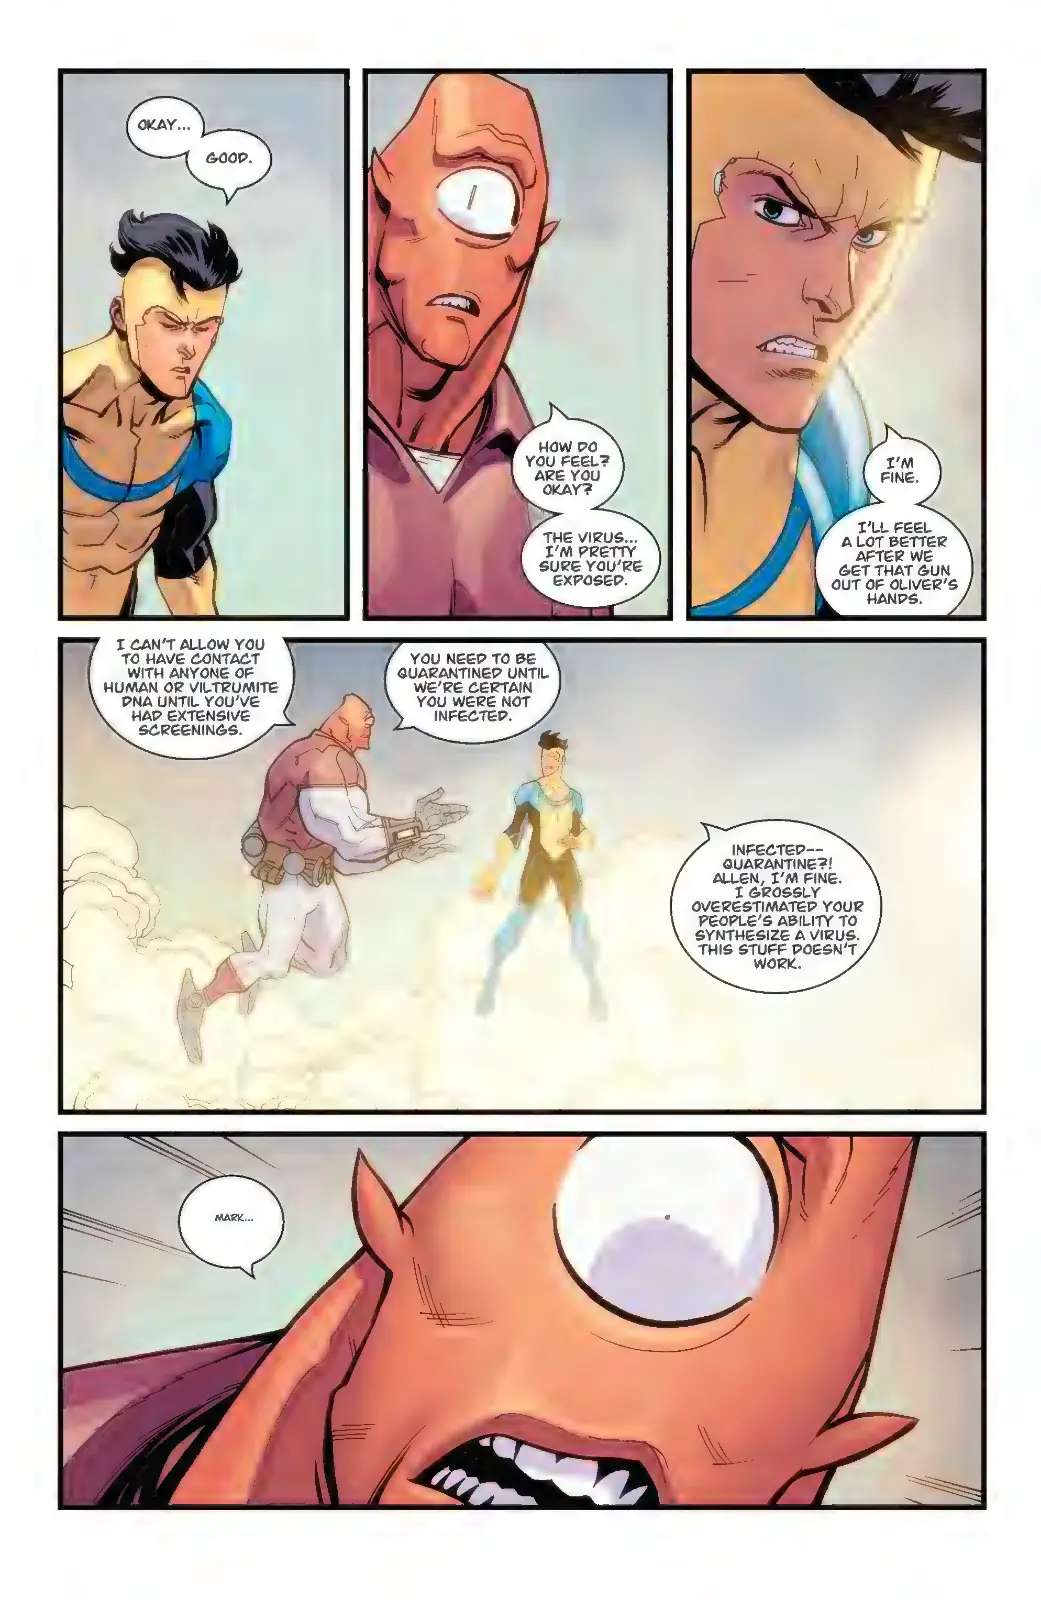 OKAY...
GOOD.
HOW DO
YOU FEEL?
ARE YOU
OKAY?
THE VIRUS...
I'M PRETTY
SURE YOU'RE
EXPOSED.
I'M
FINE.
I'LL FEEL
A LOT BETTER
AFTER WE
GET THAT GUN
OUT OF OLIVER'S
HANDS.
I CAN'T ALLOW YOU
TO HAVE CONTACT
WITH ANYONE OF
HUMAN OR VILTRUMITE
DNA UNTIL YOU'VE
HAD EXTENSIVE
SCREENINGS.
YOU NEED TO BE
QUARANTINED UNTIL
WE'RE CERTAIN
YOU WERE NOT
INFECTED.
INFECTED--
QUARANTINE?!
ALLEN, I'M FINE.
I GROSSLY
OVERESTIMATED YOUR
PEOPLE'S ABILITY TO
SYNTHESIZE A VIRUS.
THIS STUFF DOESN'T
WORK.
MARK...